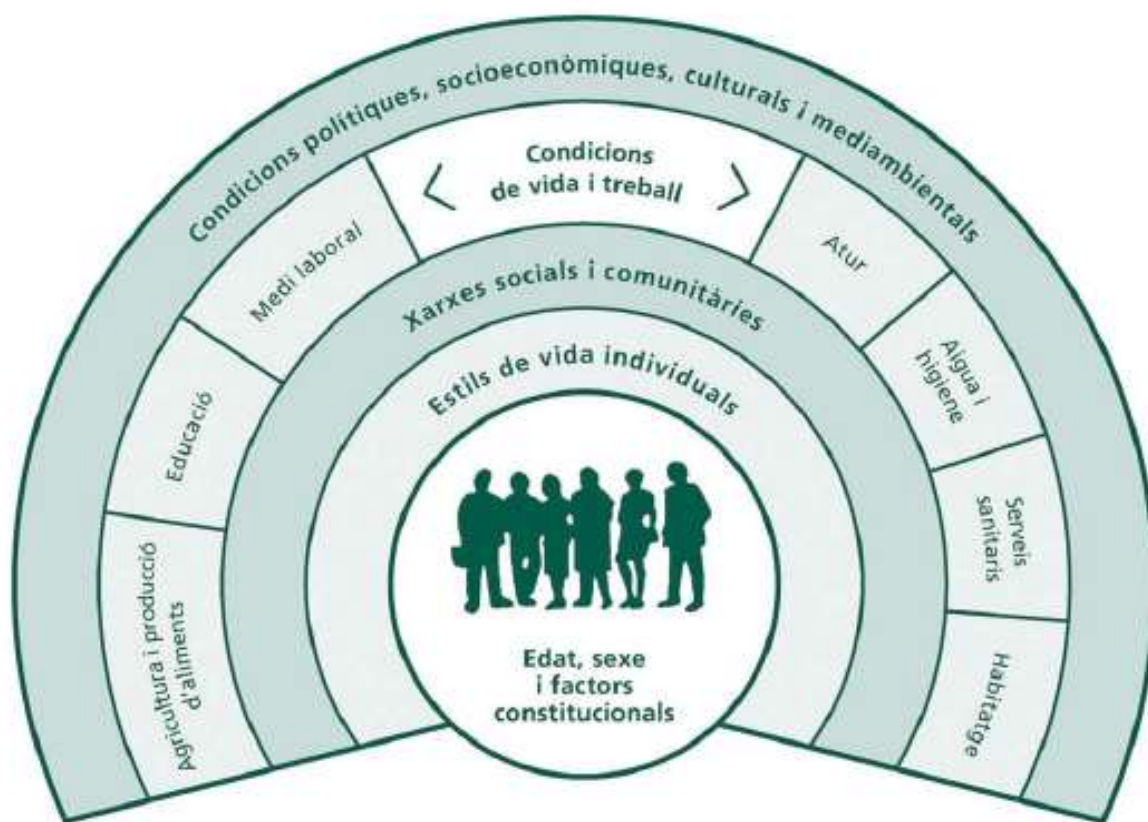 Condicions polítiques, socioeconòmiques, culturals i mediambientals
Condicions
de vida i treball
Agricultura i producció
d'aliments
Educació
Medi laboral
Atur
Aigua i
higiene
Serveis
sanitaris
Habitatge
Xarxes socials i comunitàries
Estils de vida individuals
Edat, sexe
i factors
constitucionals